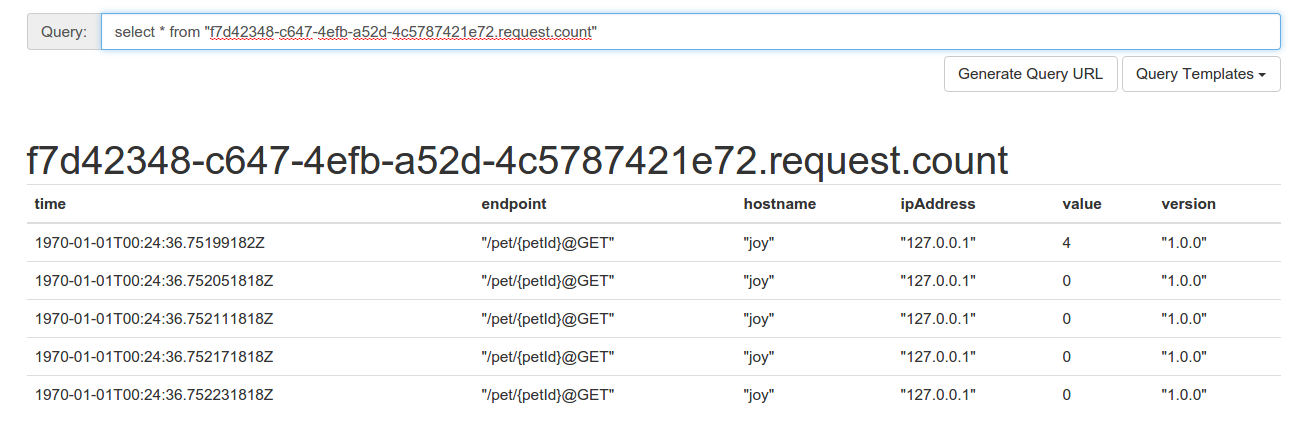 Query: select * from "f7d42348-c647-4efb-a52d-4c5787421e72.request.count"
Generate Query URL Query Templates
f7d42348-c647-4efb-a52d-4c5787421e72.request.count
time endpoint hostname ipAddress value version
1970-01-01T00:24:36.75199182Z "/pet/{petId}@GET" "joy" "127.0.0.1" 4 "1.0.0"
1970-01-01T00:24:36.752051818Z "/pet/{petId}@GET" "joy" "127.0.0.1" 0 "1.0.0"
1970-01-01T00:24:36.752111818Z "/pet/{petId}@GET" "joy" "127.0.0.1" 0 "1.0.0"
1970-01-01T00:24:36.752171818Z "/pet/{petId}@GET" "joy" "127.0.0.1" 0 "1.0.0"
1970-01-01T00:24:36.752231818Z "/pet/{petId}@GET" "joy" "127.0.0.1" 0 "1.0.0"